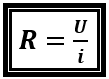 R = U/i